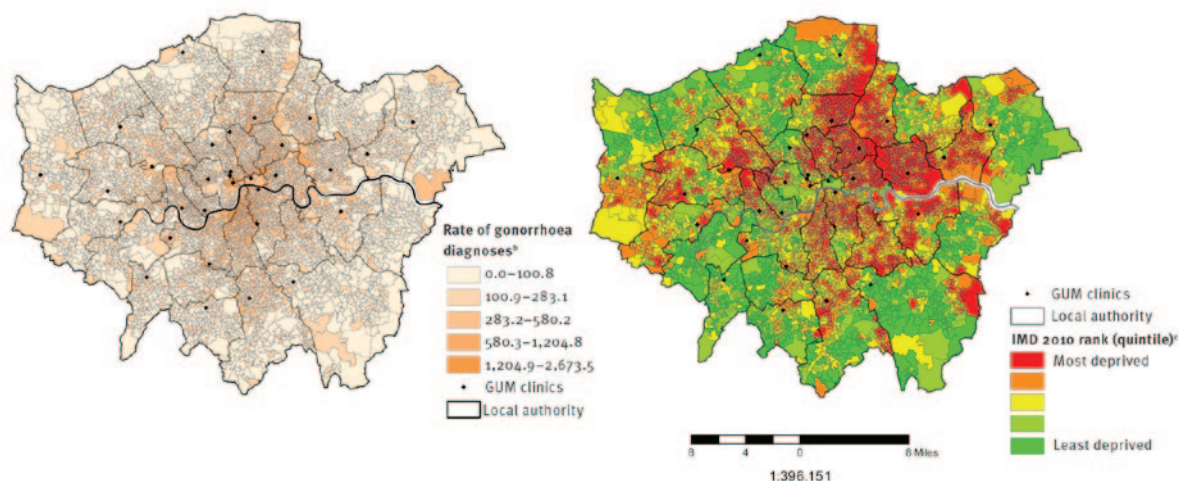 Rate of gonorrhoea
diagnosesᵇ
0.0–100.8
100.9–283.1
283.2–580.2
580.3–1,204.8
1,204.9–2,673.5
GUM clinics
Local authority
GUM clinics
Local authority
IMD 2010 rank (quintile)ᶜ
Most deprived
Least deprived
8 4 0 8 Miles
1:396,151